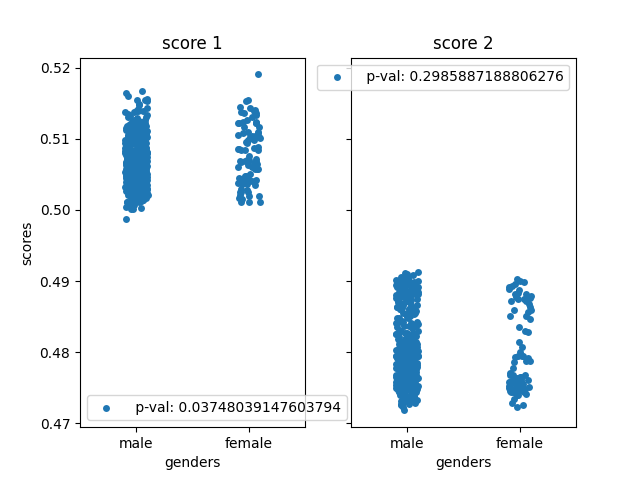 score 1
score 2
0.52
0.51
0.50
0.49
0.48
0.47
scores
p-val: 0.03748039147603794
p-val: 0.2985887188806276
male
female
genders
male
female
genders